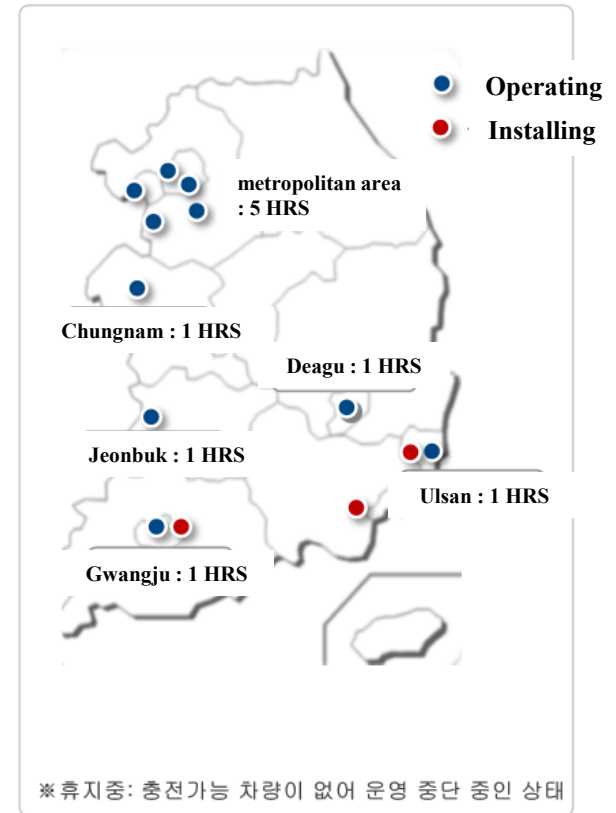 Operating
Installing
metropolitan area
: 5 HRS
Chungnam : 1 HRS
Deagu : 1 HRS
Jeonbuk : 1 HRS
Ulsan : 1 HRS
Gwangju : 1 HRS
※휴지중: 충전가능 차량이 없어 운영 중단 중인 상태